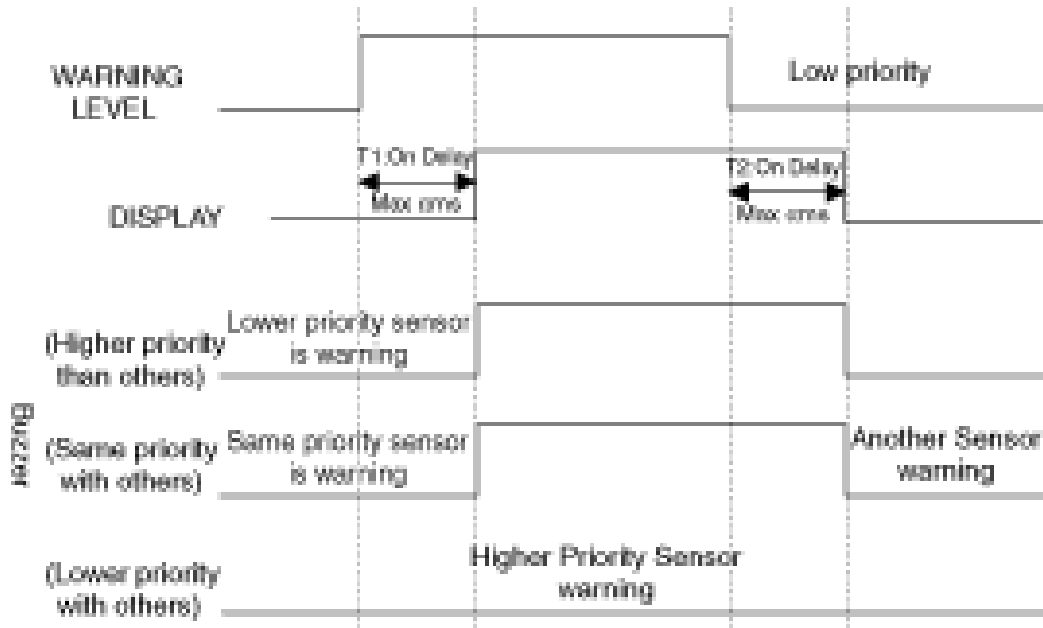 WARNING
LEVEL
Low priority
T1:On Delay
Max
T2:On Delay
Max
DISPLAY
Buzzer
(Higher priority
than others)
Lower priority sensor
is warning
(Same priority
with others)
Same priority sensor
is warning
Another Sensor
warning
(Lower priority
with others)
Higher Priority Sensor
warning